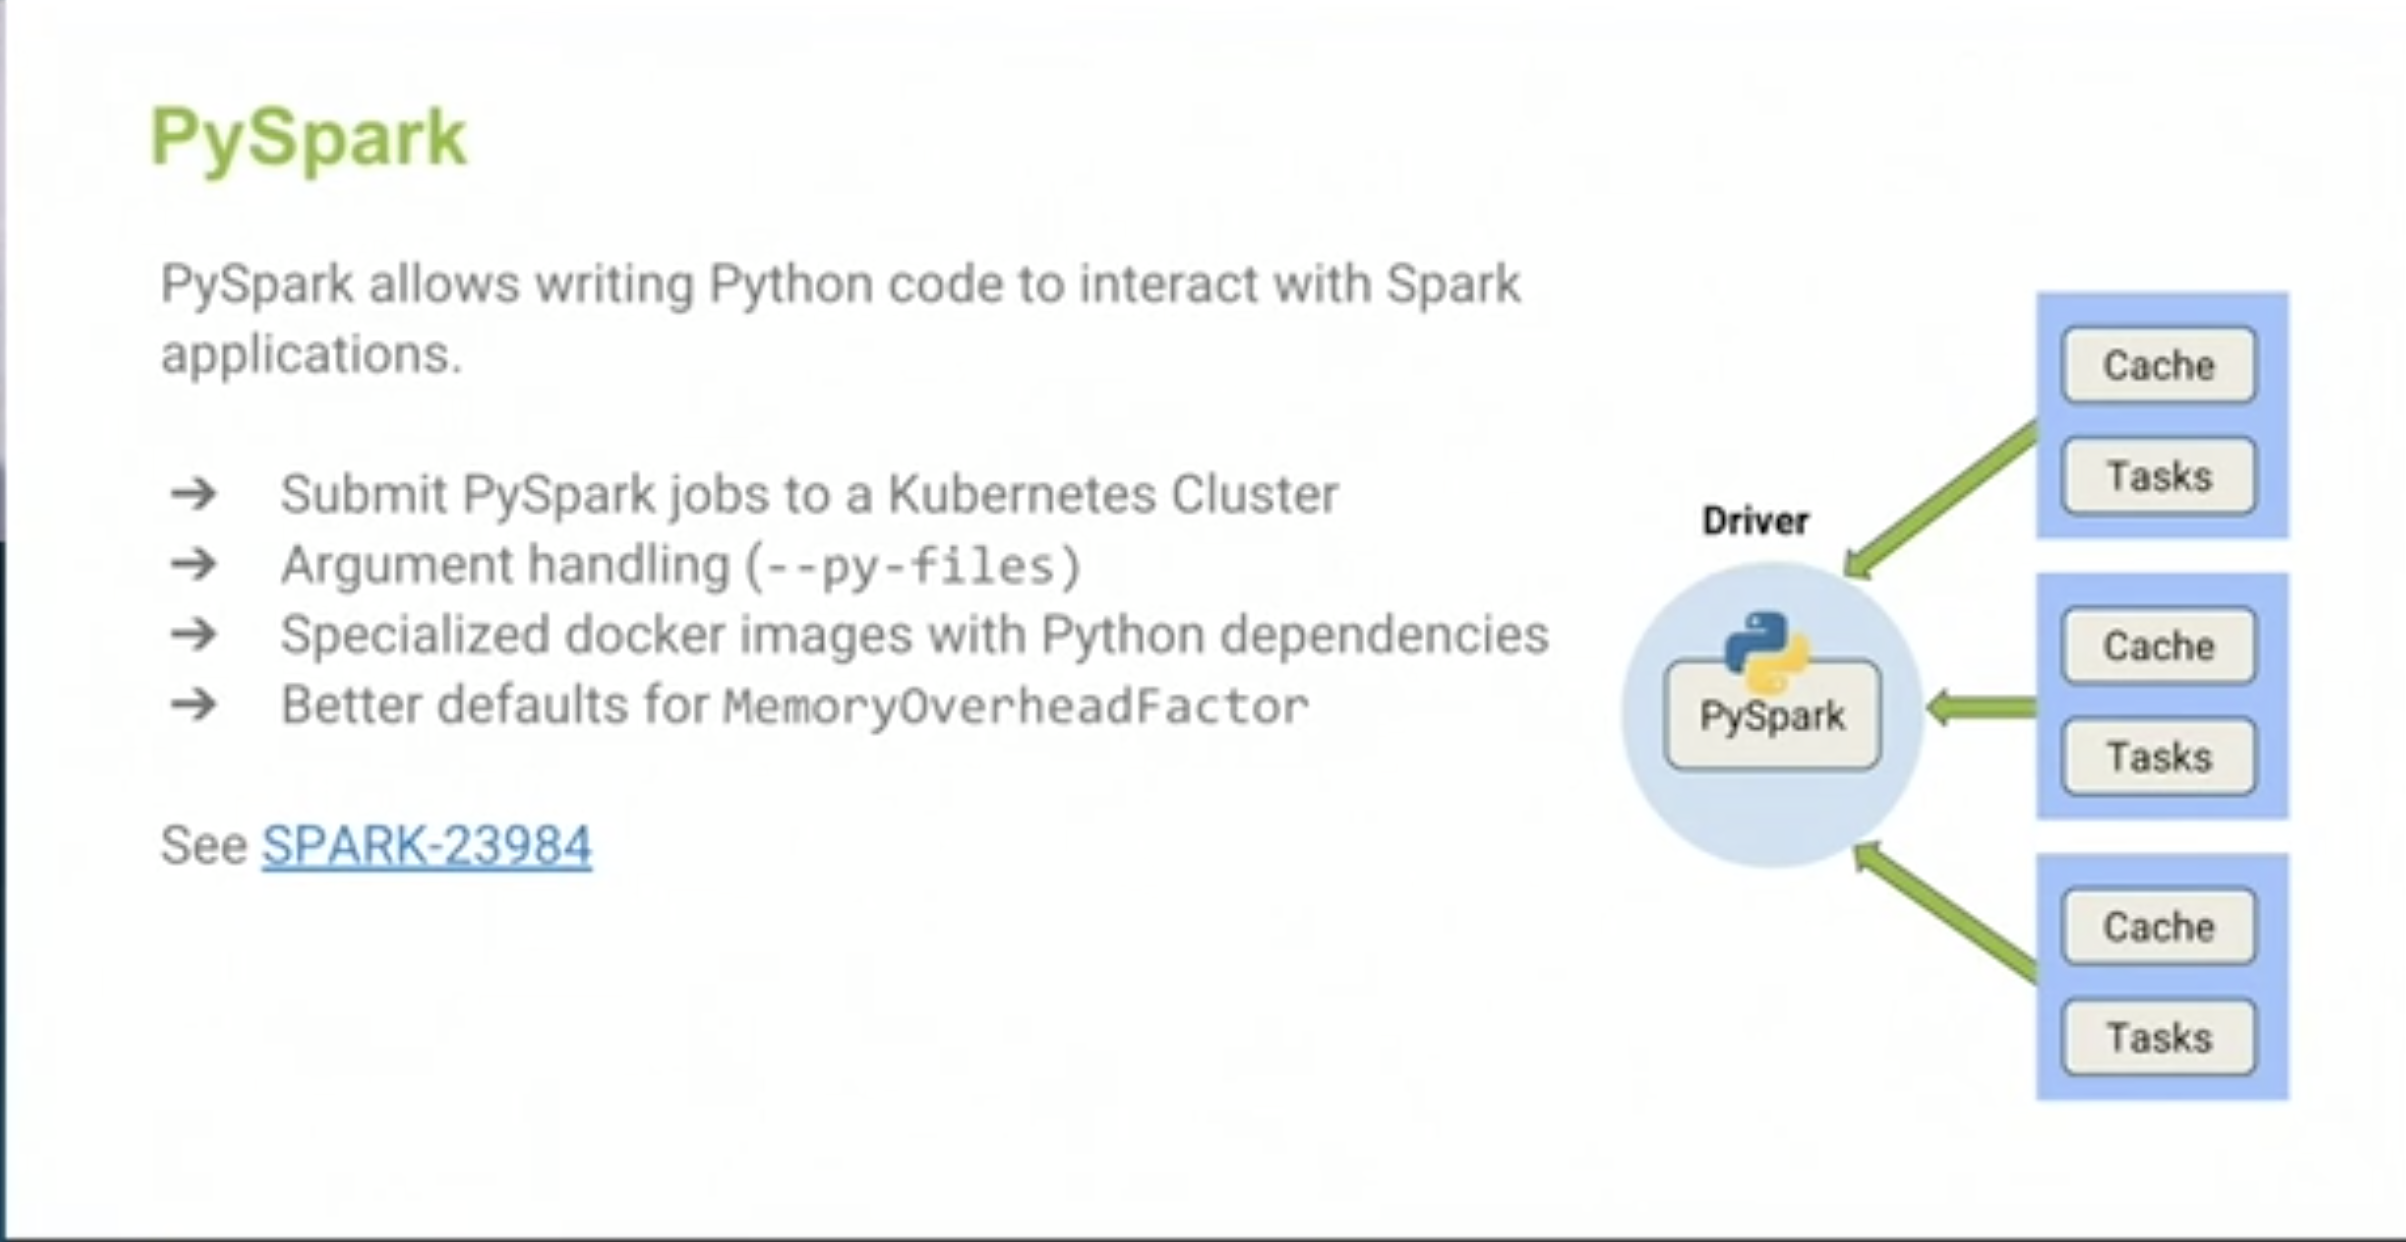 PySpark
PySpark allows writing Python code to interact with Spark
applications.
➔ Submit PySpark jobs to a Kubernetes Cluster
➔ Argument handling (--py-files)
➔ Specialized docker images with Python dependencies
➔ Better defaults for MemoryOverheadFactor
See SPARK-23984
Driver
PySpark
Cache
Tasks
Cache
Tasks
Cache
Tasks